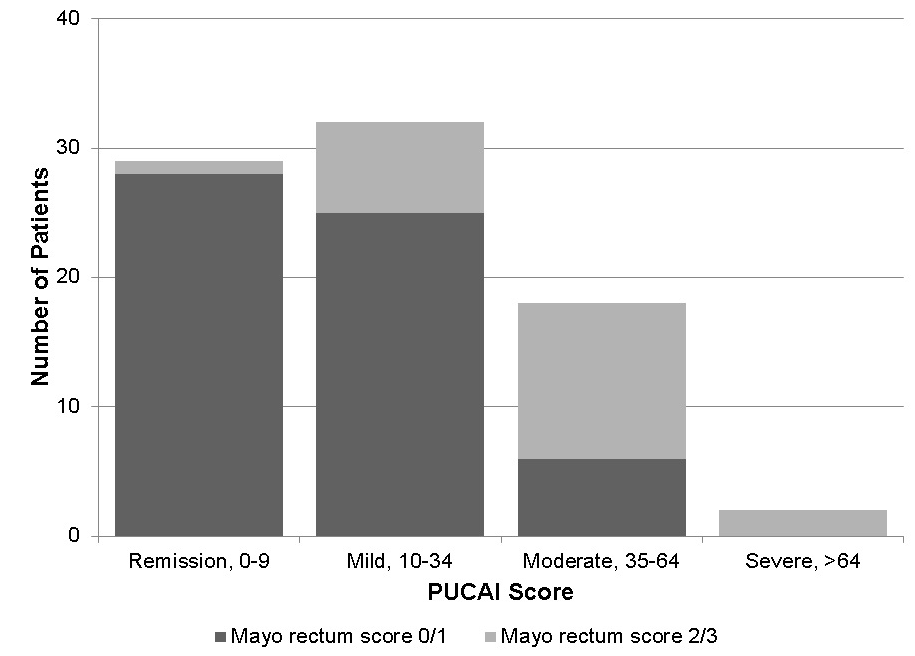 40
30
20
10
0
Number of Patients
Remission, 0-9 Mild, 10-34 Moderate, 35-64 Severe, >64
PUCAI Score
Mayo rectum score 0/1 Mayo rectum score 2/3